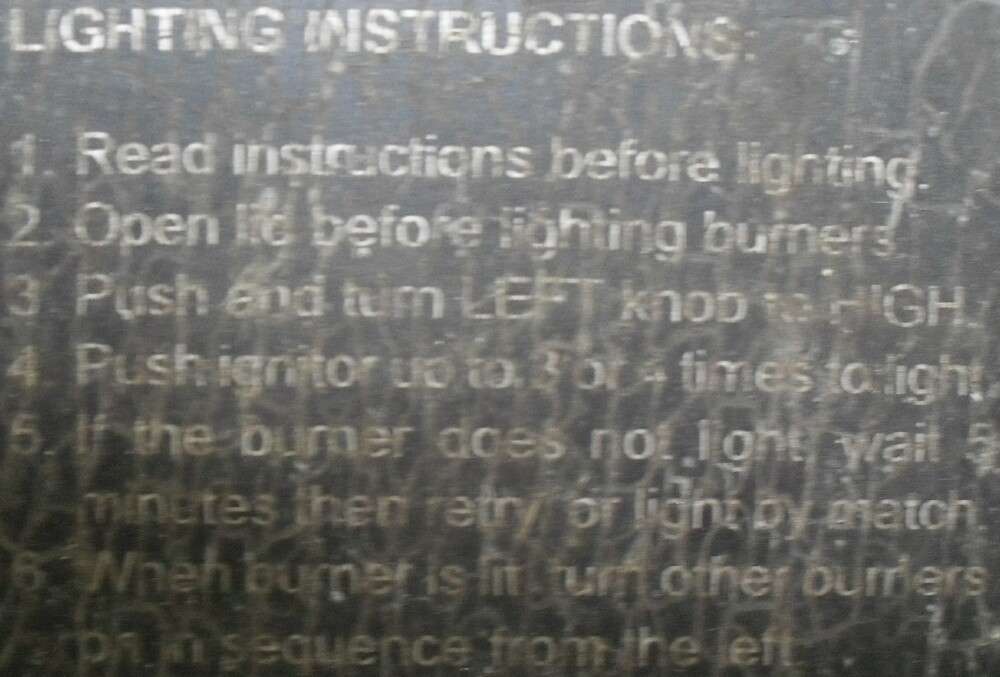 LIGHTING INSTRUCTIONS:
1. Read instructions before lighting.
2. Open lid before lighting burners.
3. Push and turn LEFT knob to HIGH.
4. Push ignitor up to 3 or 4 times to light.
5. If the burner does not light, wait 5
minutes then retry or light by match.
6. When burner is lit, turn other burners
on in sequence from the left.